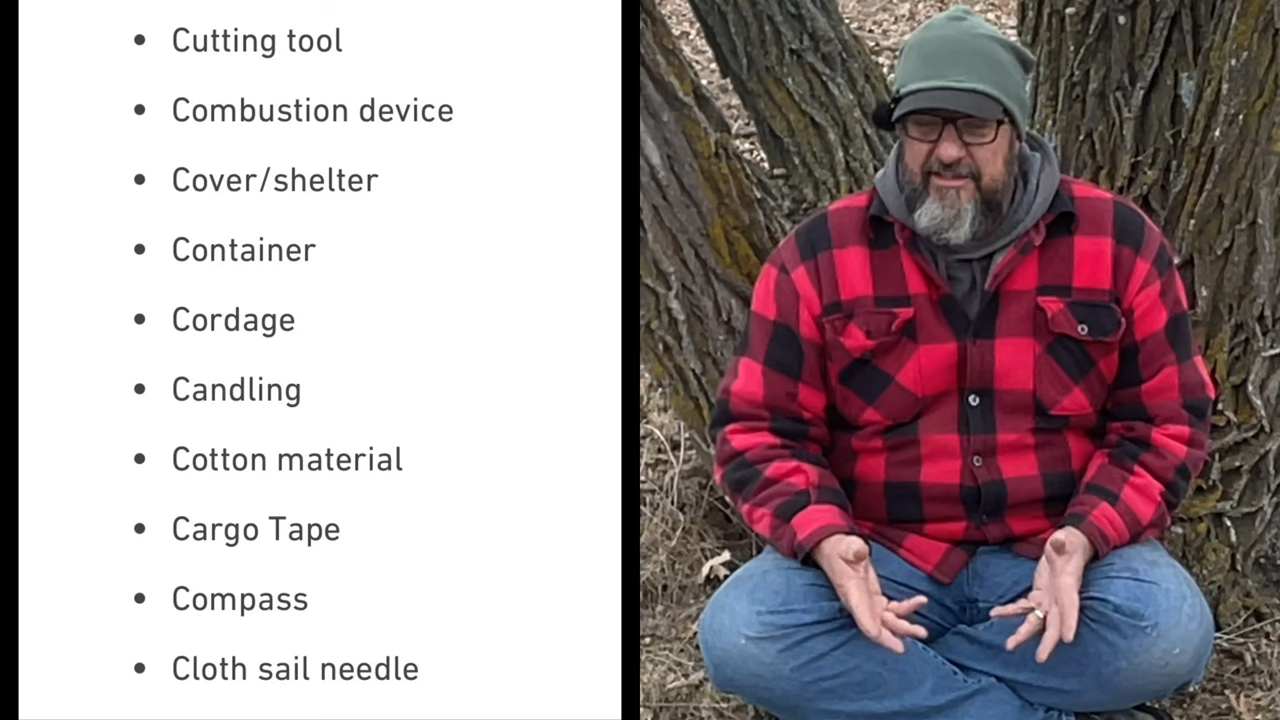 • Cutting tool
• Combustion device
• Cover/shelter
• Container
• Cordage
• Candling
• Cotton material
• Cargo Tape
• Compass
• Cloth sail needle